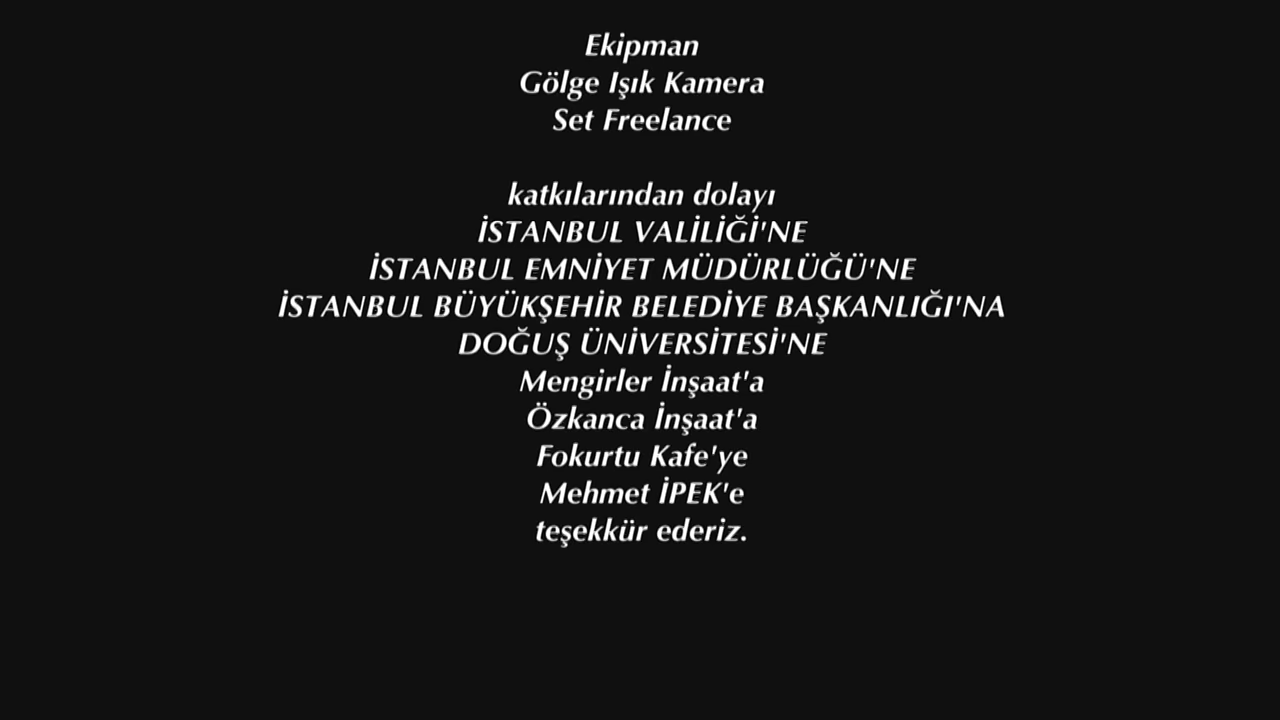 Ekipman
Gölge Işık Kamera
Set Freelance
katkılarından dolayı
İSTANBUL VALİLİĞİ'NE
İSTANBUL EMNİYET MÜDÜRLÜĞÜ'NE
İSTANBUL BÜYÜKŞEHİR BELEDİYE BAŞKANLIĞI'NA
DOĞUŞ ÜNİVERSİTESİ'NE
Mengirler İnşaat'a
Özkanca İnşaat'a
Fokurtu Kafe'ye
Mehmet İPEK'e
teşekkür ederiz.